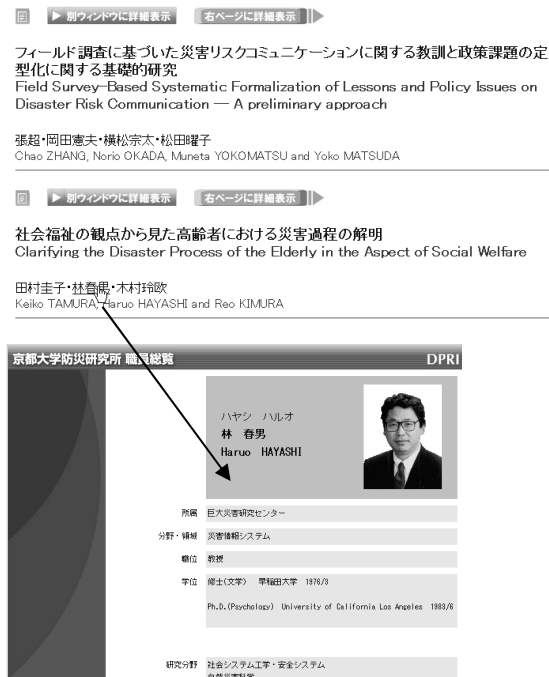 ▶ 別ウィンドウに詳細表示 右ページに詳細表示
フィールド調査に基づいた災害リスクコミュニケーションに関する教訓と政策課題の定
型化に関する基礎的研究
Field Survey-Based Systematic Formalization of Lessons and Policy Issues on
Disaster Risk Communication — A preliminary approach
張超・岡田憲夫・横松宗太・松田曜子
Chao ZHANG, Norio OKADA, Muneta YOKOMATSU and Yoko MATSUDA
▶ 別ウィンドウに詳細表示 右ページに詳細表示
社会福祉の観点から見た高齢者における災害過程の解明
Clarifying the Disaster Process of the Elderly in the Aspect of Social Welfare
田村圭子・林春男・木村玲欧
Keiko TAMURA, Haruo HAYASHI and Reo KIMURA
京都大学防災研究所 職員総覧 DPRI
ハヤシ ハルオ
林 春男
Haruo HAYASHI
所属 巨大災害研究センター
分野・領域 災害情報システム
職位 教授
学位 修士(文学) 早稲田大学 1976/3
Ph.D.(Psychology) University of California Los Angeles 1983/6
研究分野 社会システム工学・安全システム
自然災害科学